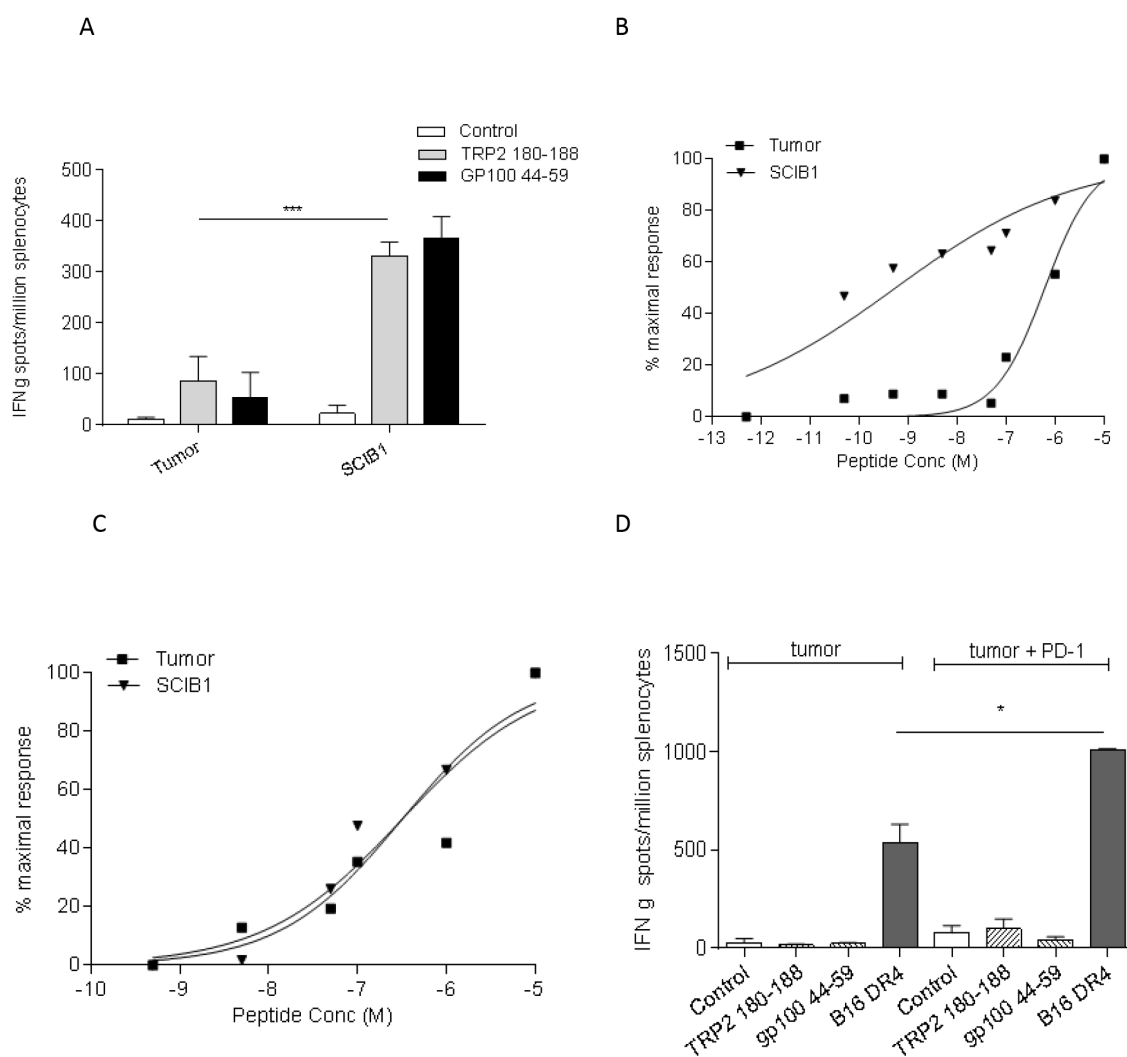 A
Control
TRP2 180-188
GP100 44-59
IFNg spots/million splenocytes
500
400
300
200
100
0
***
Tumor
SCIB1
B
Tumor
SCIB1
% maximal response
100
80
60
40
20
0
-13 -12 -11 -10 -9 -8 -7 -6 -5
Peptide Conc (M)
C
Tumor
SCIB1
% maximal response
100
80
60
40
20
0
-10 -9 -8 -7 -6 -5
Peptide Conc (M)
D
tumor
tumor + PD-1
*
IFN g spots/million splenocytes
1500
1000
500
0
Control
TRP2 180-188
gp100 44-59
B16 DR4
Control
TRP2 180-188
gp100 44-59
B16 DR4